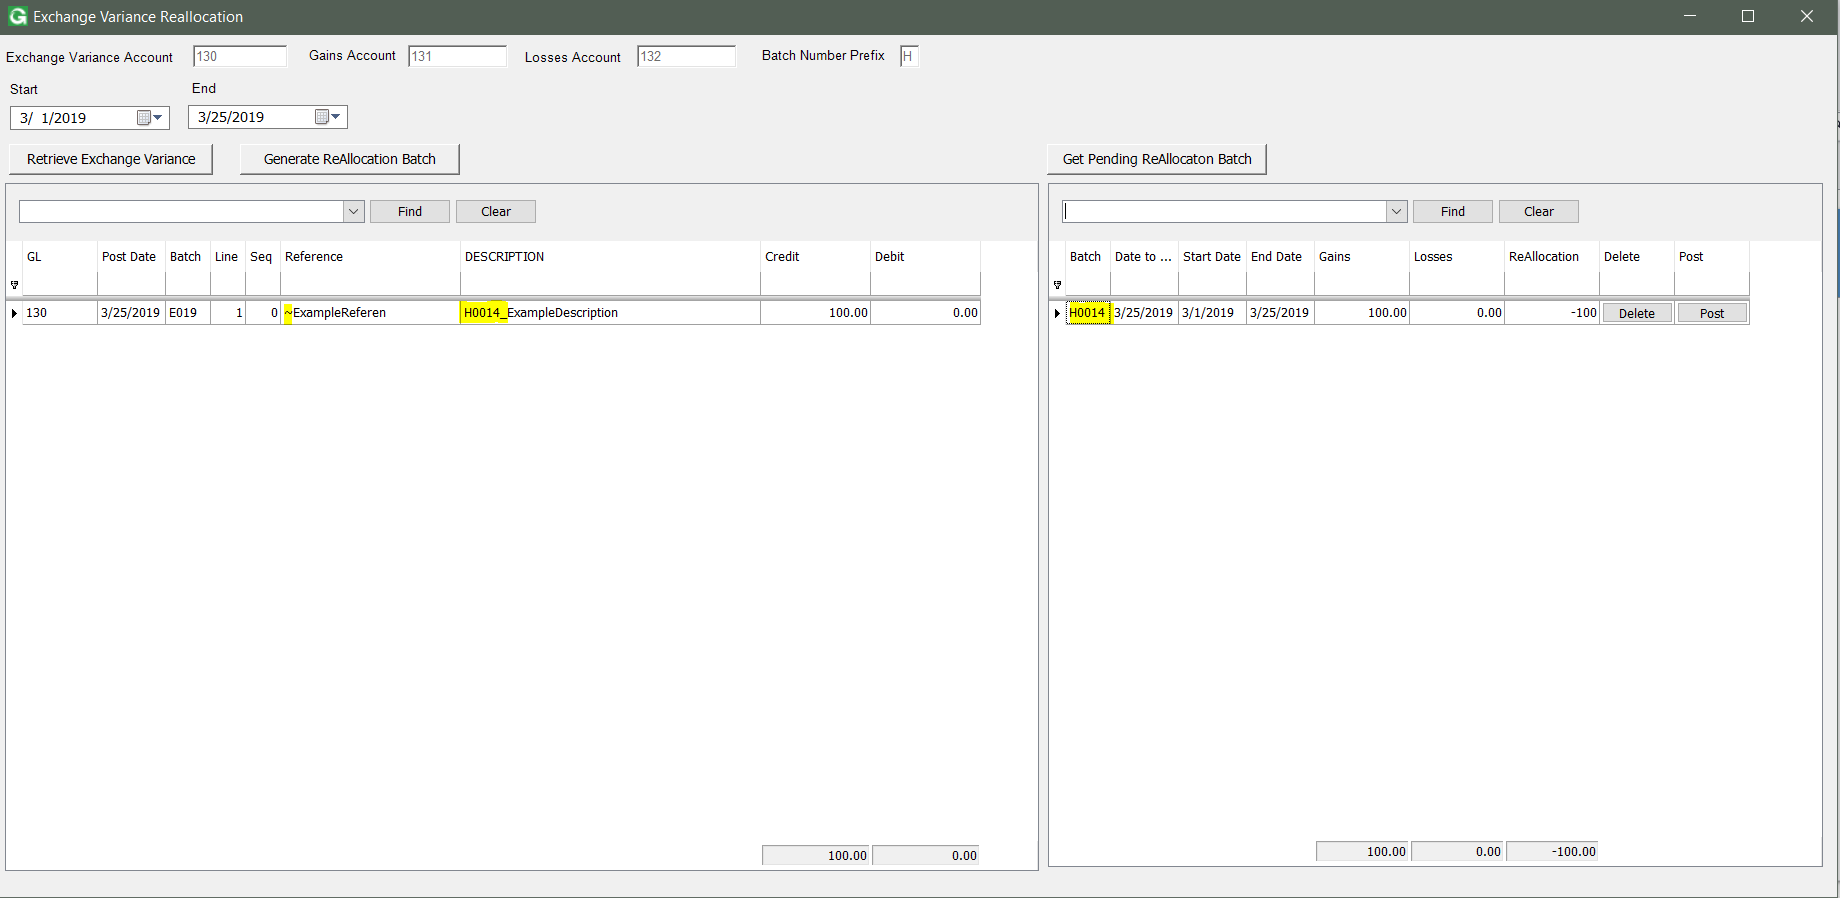 G Exchange Variance Reallocation
Exchange Variance Account 130 Gains Account 131 Losses Account 132 Batch Number Prefix H
Start End
3/ 1/2019 3/25/2019
Retrieve Exchange Variance Generate ReAllocation Batch Get Pending ReAllocaton Batch
Find Clear Find Clear
GL Post Date Batch Line Seq Reference DESCRIPTION Credit Debit
130 3/25/2019 E019 1 0 ~ExampleReferen H0014_ExampleDescription 100.00 0.00
100.00 0.00
Batch Date to ... Start Date End Date Gains Losses ReAllocation Delete Post
H0014 3/25/2019 3/1/2019 3/25/2019 100.00 0.00 -100 Delete Post
100.00 0.00 -100.00